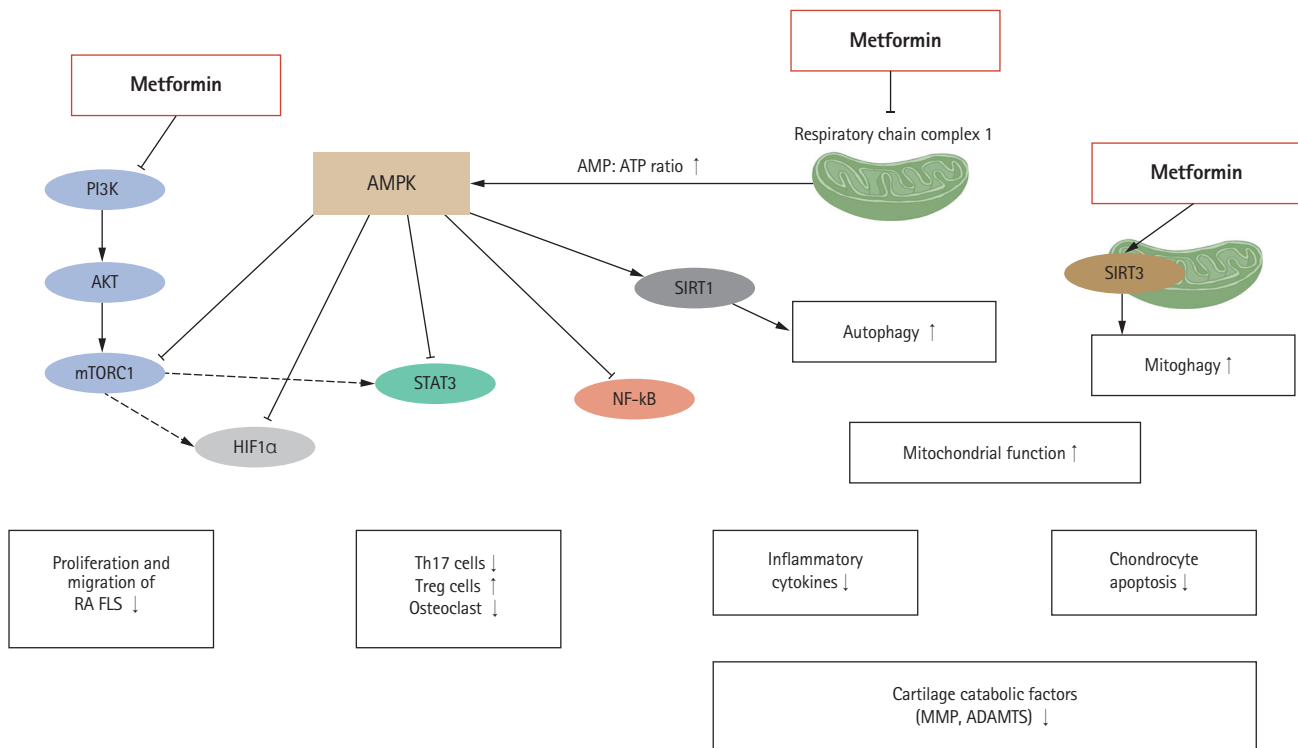 Metformin
Metformin
Respiratory chain complex 1
AMP: ATP ratio ↑
Metformin
PI3K
AMPK
AKT
SIRT1
SIRT3
Autophagy ↑
Mitoghagy ↑
mTORC1
STAT3
NF-kB
HIF1α
Mitochondrial function ↑
Proliferation and
migration of
RA FLS ↓
Th17 cells ↓
Treg cells ↑
Osteoclast ↓
Inflammatory
cytokines ↓
Chondrocyte
apoptosis ↓
Cartilage catabolic factors
(MMP, ADAMTS) ↓